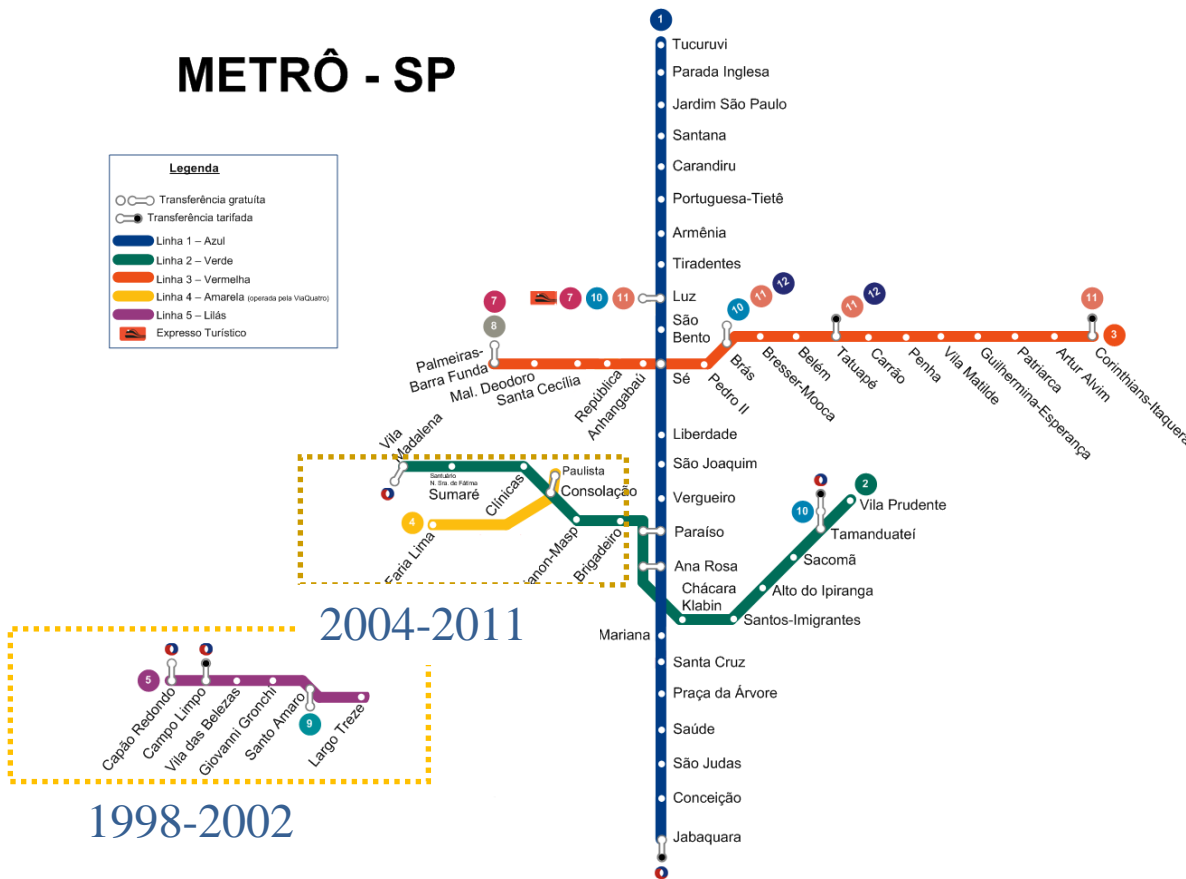 METRÔ - SP
Legenda
Transferência gratuíta
Transferência tarifada
Linha 1 – Azul
Linha 2 – Verde
Linha 3 – Vermelha
Linha 4 – Amarela (operada pela ViaQuatro)
Linha 5 – Lilás
Expresso Turístico
1
Tucuruvi
Parada Inglesa
Jardim São Paulo
Santana
Carandiru
Portuguesa-Tietê
Armênia
Tiradentes
7
10
11
Luz
São
Bento
7
8
Palmeiras-
Barra Funda
Mal. Deodoro
Santa Cecília
República
Anhangabaú
Sé
Pedro II
10
11
12
Brás
Bresser-Mooca
Belém
11
12
Tatuapé
Carrão
Penha
Vila Matilde
Guilhermina-Esperança
Patriarca
Artur Alvim
11
Corinthians-Itaquera
3
Liberdade
São Joaquim
Vergueiro
Paraíso
Ana Rosa
Vila
Madalena
Santuário
N. Sra. de Fátima
Sumaré
Clínicas
Paulista
Consolação
4
Faria Lima
ianon-Masp
Brigadeiro
2
Vila Prudente
10
Tamanduateí
Sacomã
Alto do Ipiranga
Santos-Imigrantes
Chácara
Klabin
2004-2011
Mariana
Santa Cruz
Praça da Árvore
Saúde
São Judas
Conceição
Jabaquara
5
Capão Redondo
Campo Limpo
Vila das Belezas
Giovanni Gronchi
Santo Amaro
9
Largo Treze
1998-2002